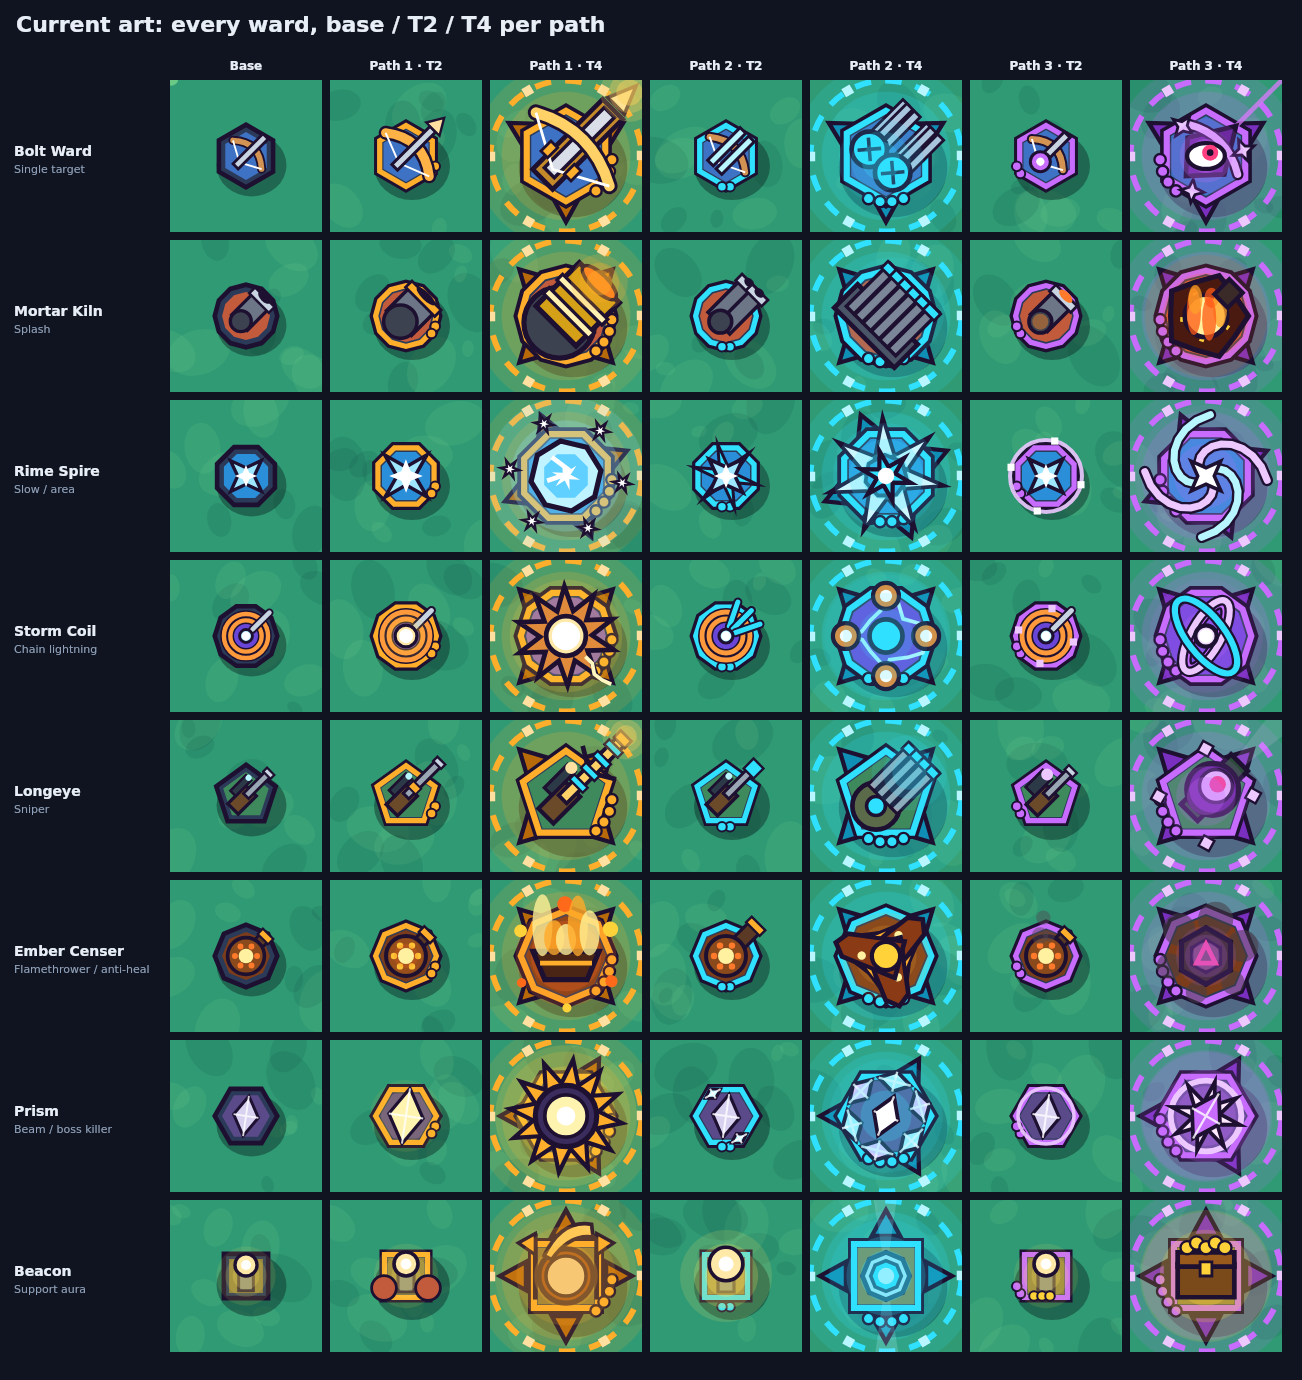 Current art: every ward, base / T2 / T4 per path
Base
Path 1 · T2
Path 1 · T4
Path 2 · T2
Path 2 · T4
Path 3 · T2
Path 3 · T4
Bolt Ward
Single target
Mortar Kiln
Splash
Rime Spire
Slow / area
Storm Coil
Chain lightning
Longeye
Sniper
Ember Censer
Flamethrower / anti-heal
Prism
Beam / boss killer
Beacon
Support aura